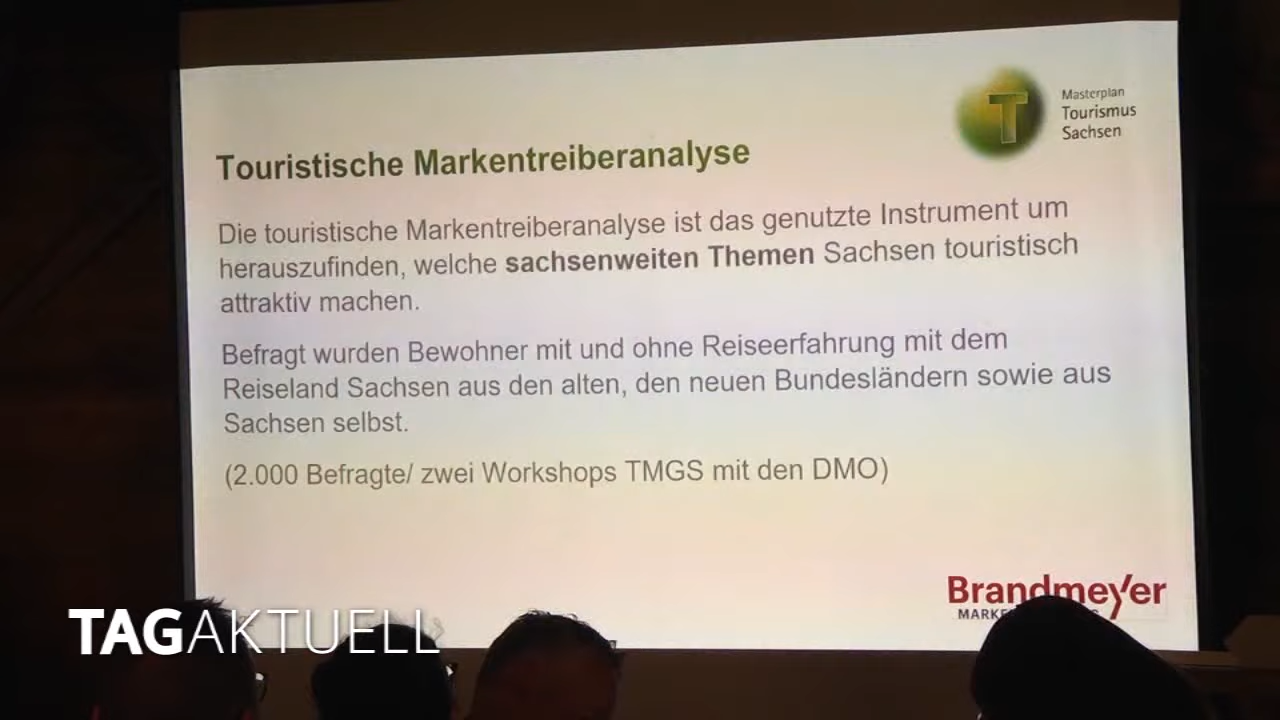 Masterplan
Tourismus
Sachsen
T
Touristische Markentreiberanalyse
Die touristische Markentreiberanalyse ist das genutzte Instrument um
herauszufinden, welche sachsenweiten Themen Sachsen touristisch
attraktiv machen.
Befragt wurden Bewohner mit und ohne Reiseerfahrung mit dem
Reiseland Sachsen aus den alten, den neuen Bundesländern sowie aus
Sachsen selbst.
(2.000 Befragte/ zwei Workshops TMGS mit den DMO)
Brandmeyer
TAGAKTUELL